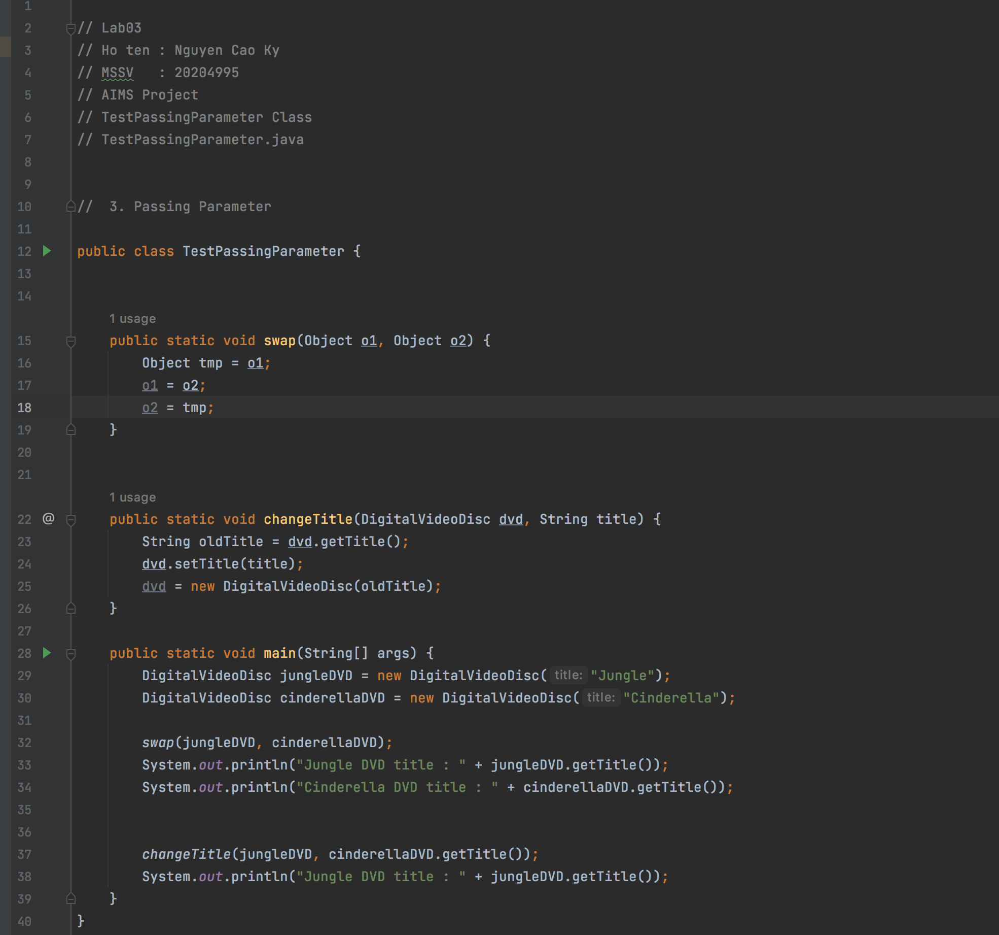 1
2 // Lab03
3 // Ho ten : Nguyen Cao Ky
4 // MSSV   : 20204995
5 // AIMS Project
6 // TestPassingParameter Class
7 // TestPassingParameter.java
8
9
10 //  3. Passing Parameter
11
12 public class TestPassingParameter {
13
14
1 usage
15     public static void swap(Object o1, Object o2) {
16         Object tmp = o1;
17         o1 = o2;
18         o2 = tmp;
19     }
20
21
1 usage
22 @     public static void changeTitle(DigitalVideoDisc dvd, String title) {
23         String oldTitle = dvd.getTitle();
24         dvd.setTitle(title);
25         dvd = new DigitalVideoDisc(oldTitle);
26     }
27
28     public static void main(String[] args) {
29         DigitalVideoDisc jungleDVD = new DigitalVideoDisc( title: "Jungle");
30         DigitalVideoDisc cinderellaDVD = new DigitalVideoDisc( title: "Cinderella");
31
32         swap(jungleDVD, cinderellaDVD);
33         System.out.println("Jungle DVD title : " + jungleDVD.getTitle());
34         System.out.println("Cinderella DVD title : " + cinderellaDVD.getTitle());
35
36
37         changeTitle(jungleDVD, cinderellaDVD.getTitle());
38         System.out.println("Jungle DVD title : " + jungleDVD.getTitle());
39     }
40 }